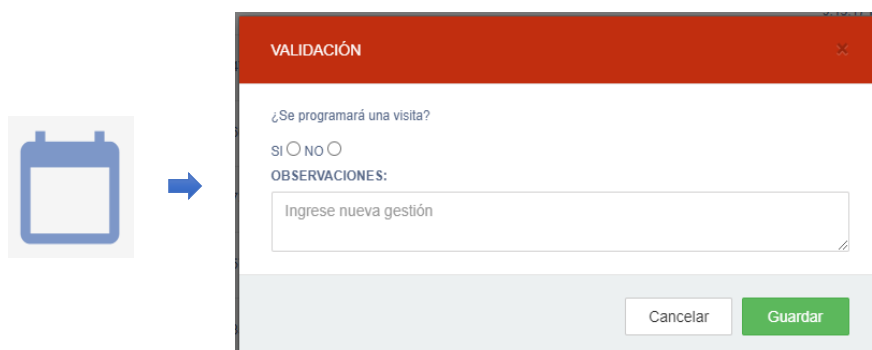 VALIDACIÓN
×
¿Se programará una visita?
SI NO
OBSERVACIONES:
Ingrese nueva gestión
Cancelar Guardar